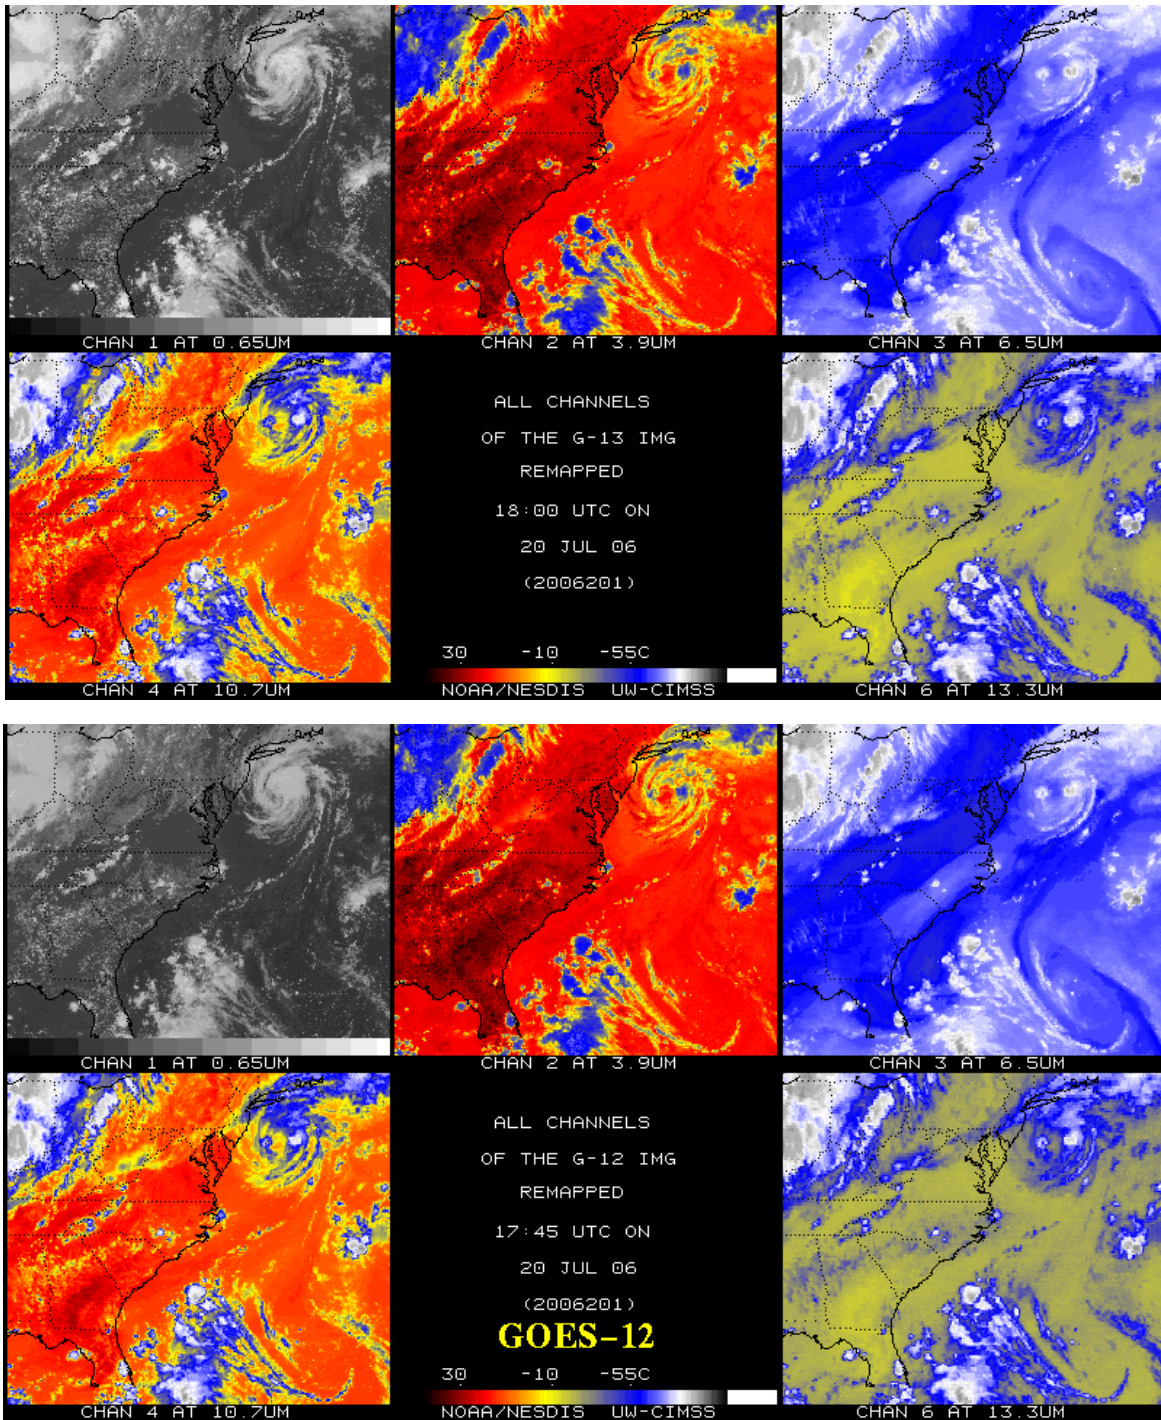 CHAN 1 AT 0.65UM
CHAN 2 AT 3.9UM
CHAN 3 AT 6.5UM
ALL CHANNELS
OF THE G-13 IMG
REMAPPED
18:00 UTC ON
20 JUL 06
(2006201)
30 -10 -55C
NOAA/NESDIS UW-CIMSS
CHAN 4 AT 10.7UM
CHAN 6 AT 13.3UM
CHAN 1 AT 0.65UM
CHAN 2 AT 3.9UM
CHAN 3 AT 6.5UM
ALL CHANNELS
OF THE G-12 IMG
REMAPPED
17:45 UTC ON
20 JUL 06
(2006201)
GOES-12
30 -10 -55C
NOAA/NESDIS UW-CIMSS
CHAN 4 AT 10.7UM
CHAN 6 AT 13.3UM